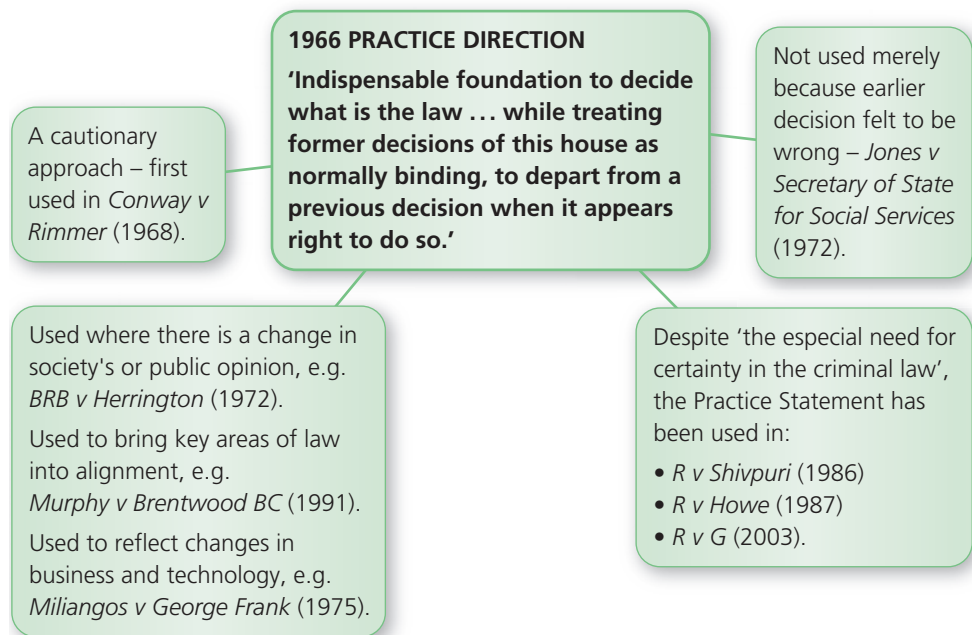 1966 PRACTICE DIRECTION
‘Indispensable foundation to decide
what is the law … while treating
former decisions of this house as
normally binding, to depart from a
previous decision when it appears
right to do so.’
A cautionary
approach – first
used in Conway v
Rimmer (1968).
Not used merely
because earlier
decision felt to be
wrong – Jones v
Secretary of State
for Social Services
(1972).
Used where there is a change in
society's or public opinion, e.g.
BRB v Herrington (1972).
Used to bring key areas of law
into alignment, e.g.
Murphy v Brentwood BC (1991).
Used to reflect changes in
business and technology, e.g.
Miliangos v George Frank (1975).
Despite ‘the especial need for
certainty in the criminal law’,
the Practice Statement has
been used in:
• R v Shivpuri (1986)
• R v Howe (1987)
• R v G (2003).